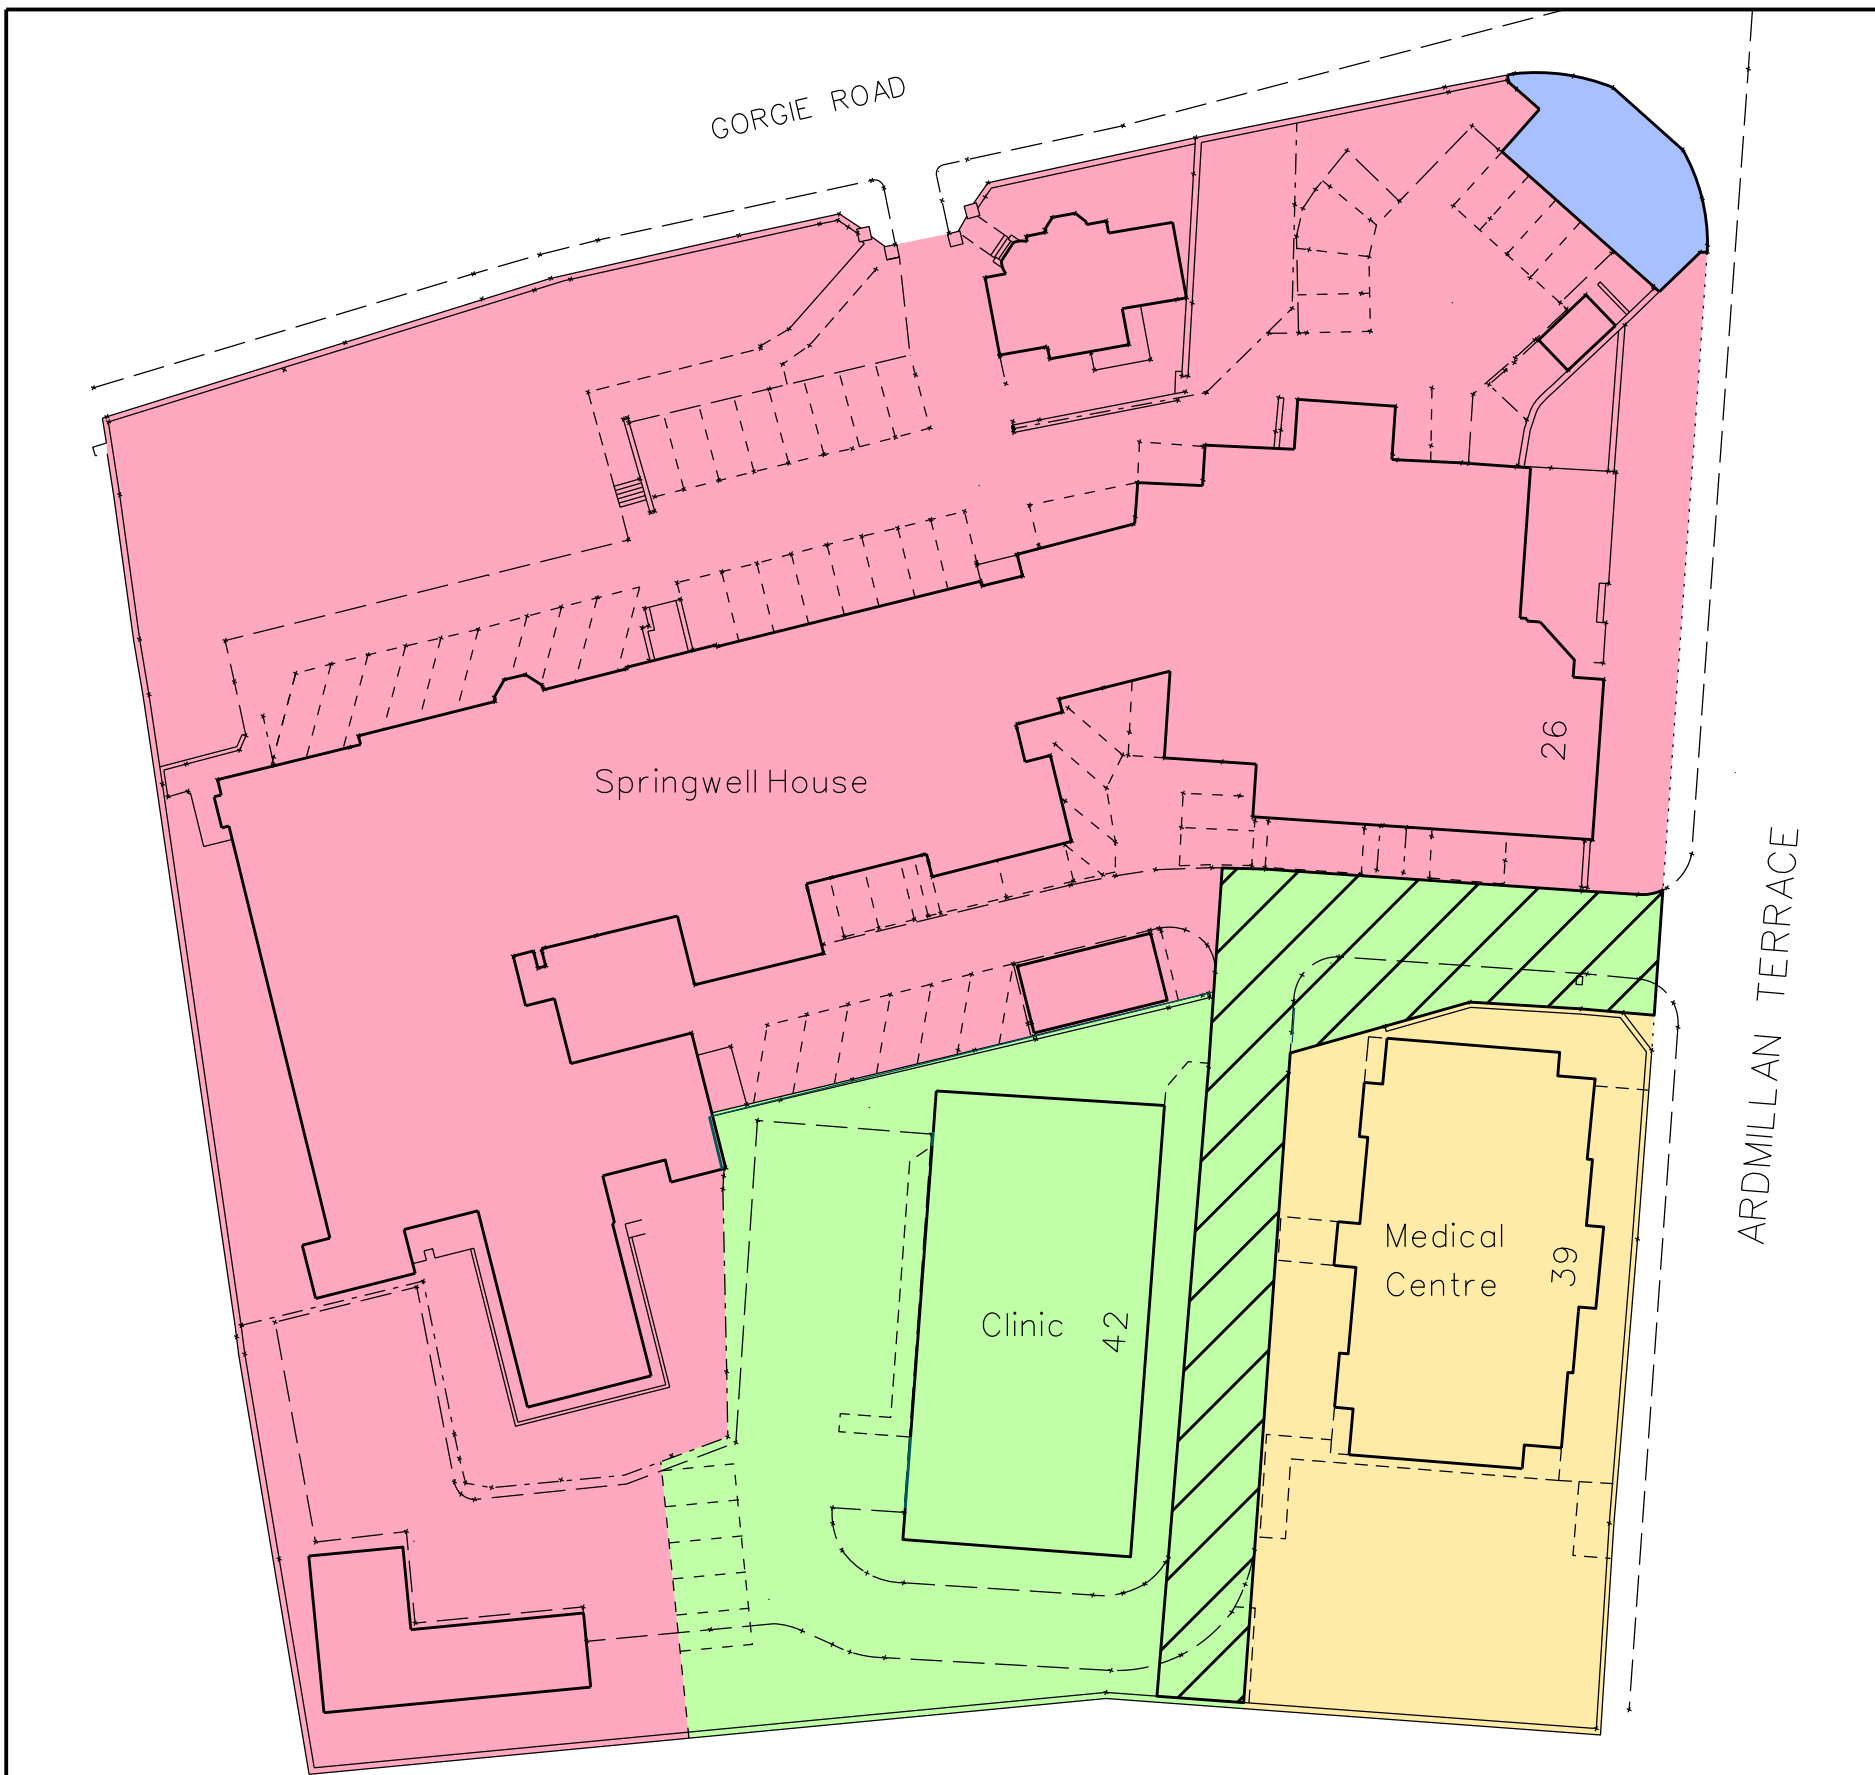 GORGIE ROAD
Springwell House
26
ARDMILLAN TERRACE
Medical
Centre
39
Clinic
42